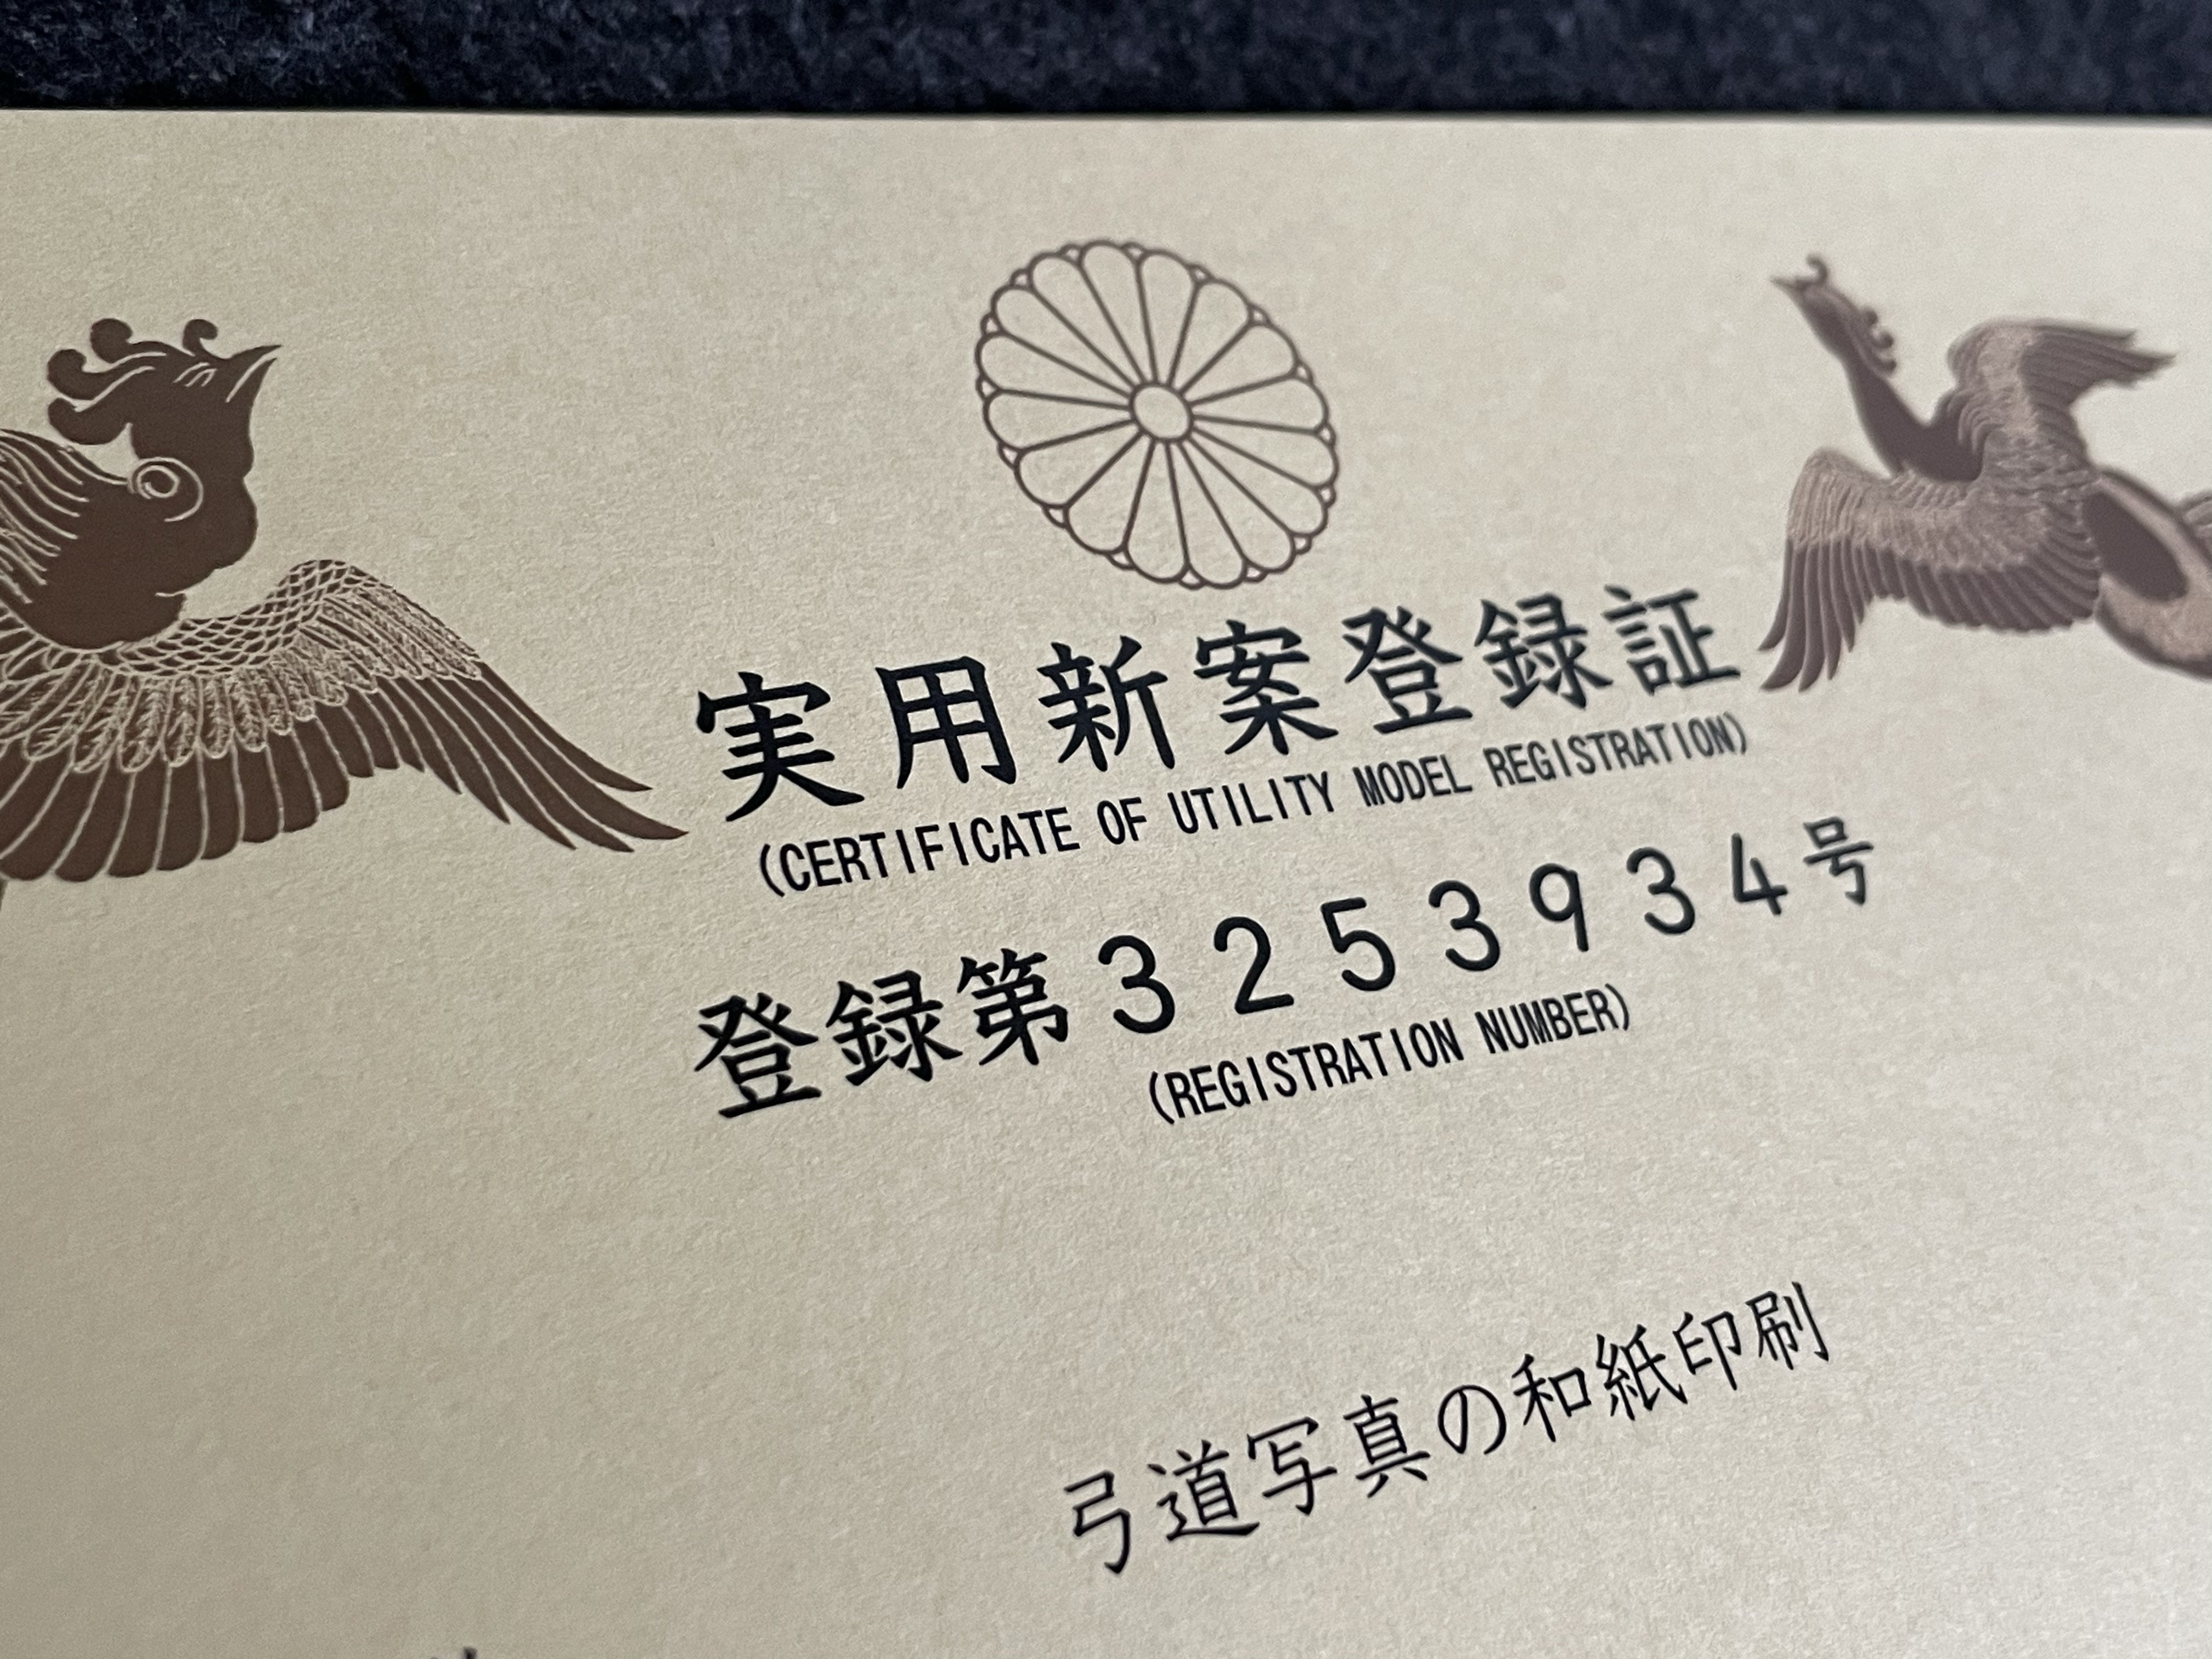 実用新案登録証
(CERTIFICATE OF UTILITY MODEL REGISTRATION)
登録第3253934号
(REGISTRATION NUMBER)
弓道写真の和紙印刷